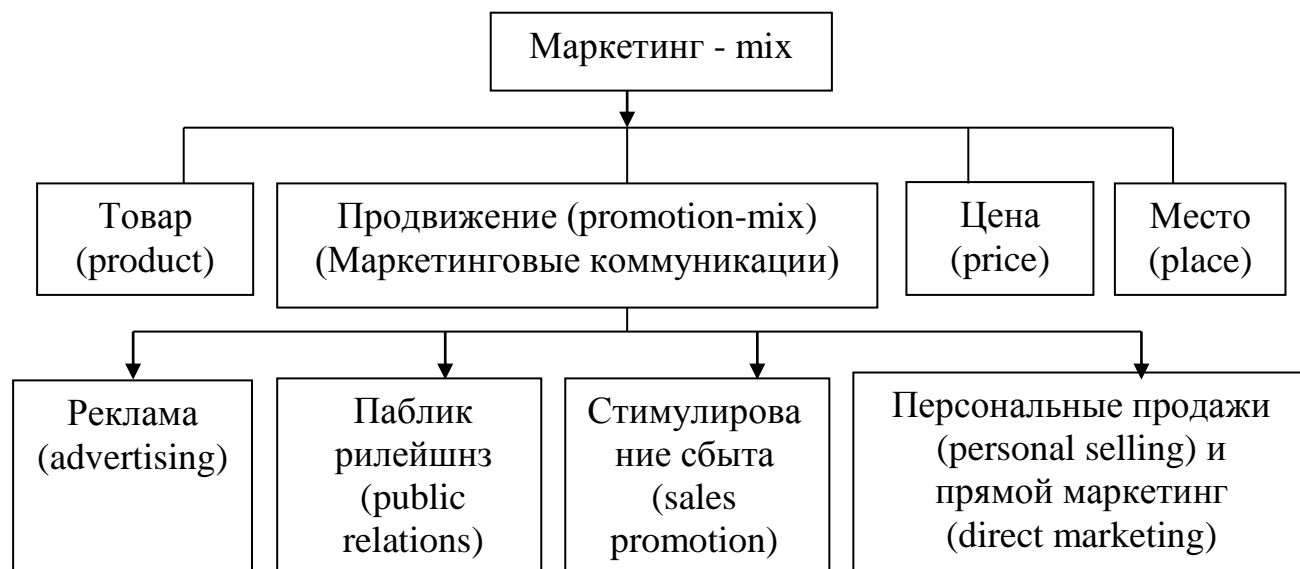 Маркетинг - mix
Товар
(product)
Продвижение (promotion-mix)
(Маркетинговые коммуникации)
Цена
(price)
Место
(place)
Реклама
(advertising)
Паблик
рилейшнз
(public
relations)
Стимулирова
ние сбыта
(sales
promotion)
Персональные продажи
(personal selling) и
прямой маркетинг
(direct marketing)